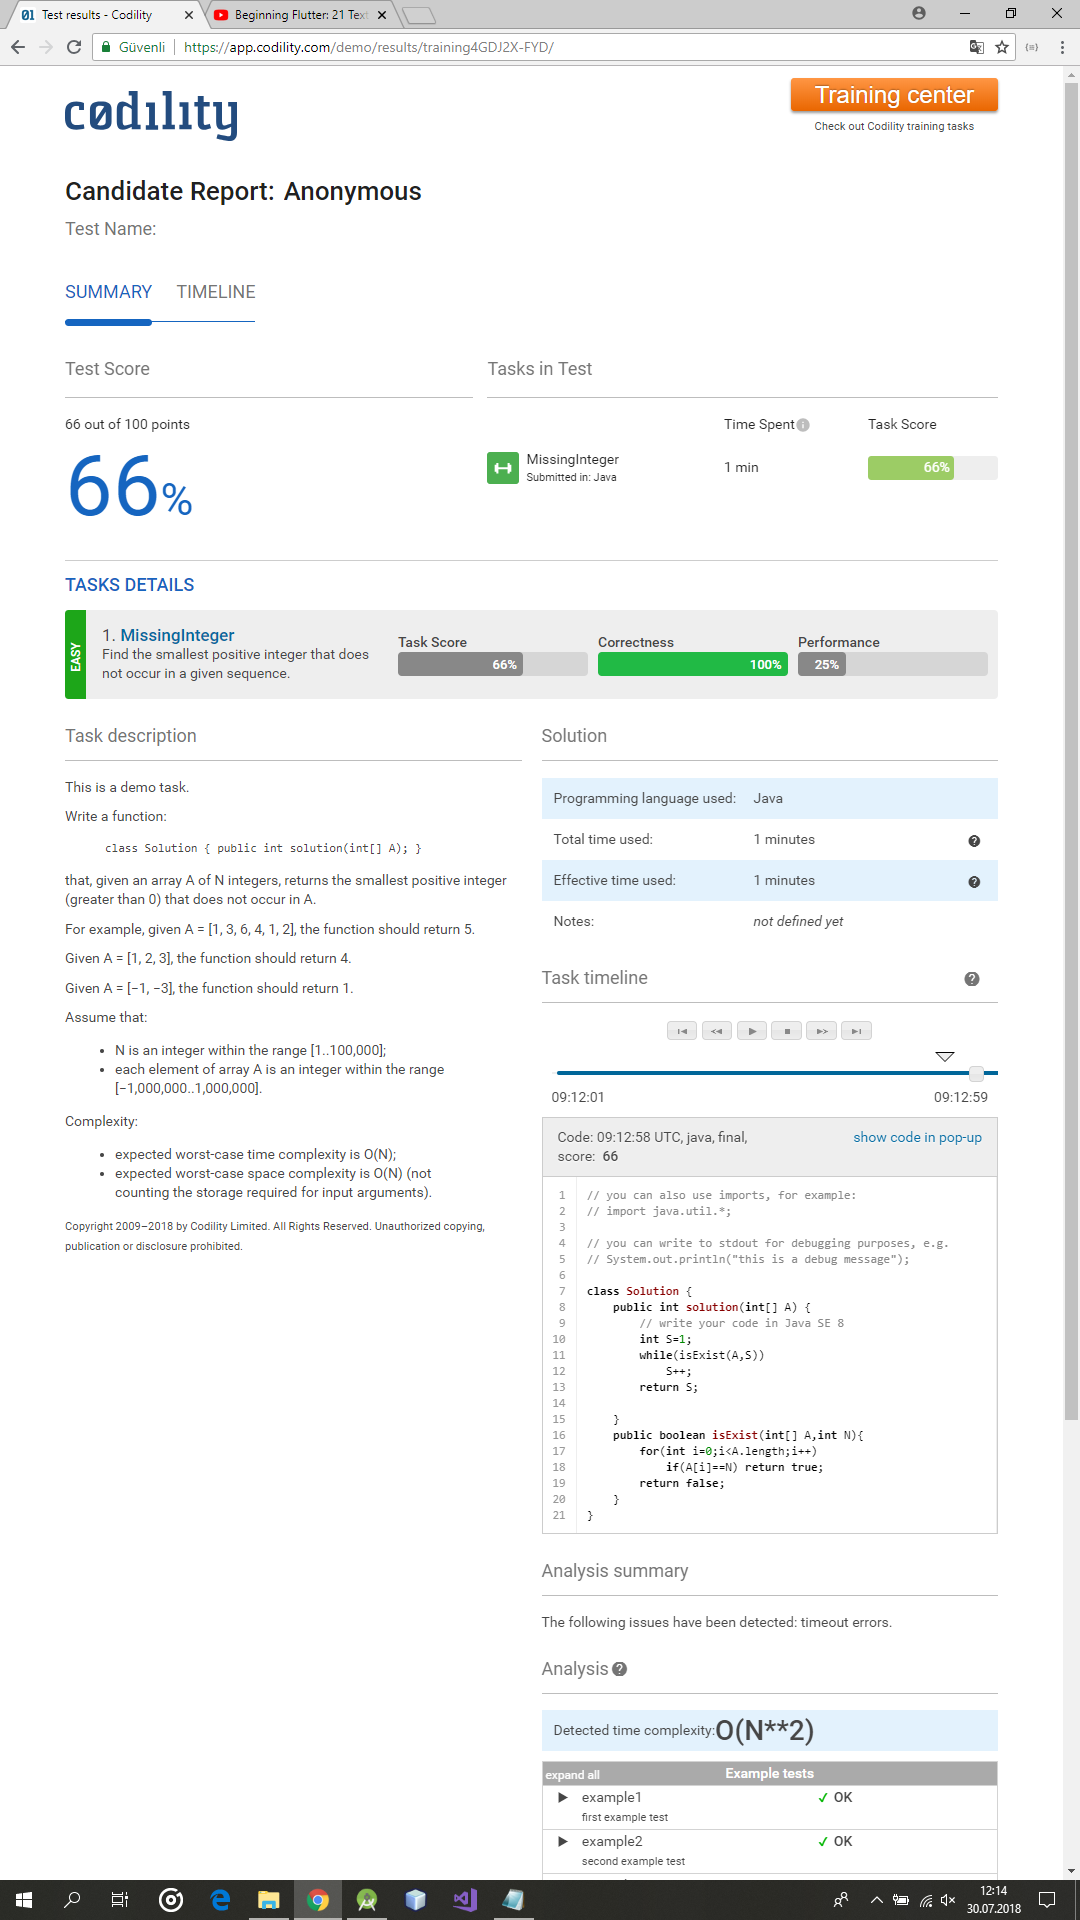 Test results - Codility
Beginning Flutter: 21 Text
Güvenli
https://app.codility.com/demo/results/training4GDJ2X-FYD/
cødility
Training center
Check out Codility training tasks
Candidate Report: Anonymous
Test Name:
SUMMARY TIMELINE
Test Score
66 out of 100 points
66%
Tasks in Test
Time Spent Task Score
MissingInteger
Submitted in: Java
1 min
66%
TASKS DETAILS
EASY
1. MissingInteger
Find the smallest positive integer that does
not occur in a given sequence.
Task Score
66%
Correctness
100%
Performance
25%
Task description
This is a demo task.
Write a function:
class Solution { public int solution(int[] A); }
that, given an array A of N integers, returns the smallest positive integer
(greater than 0) that does not occur in A.
For example, given A = [1, 3, 6, 4, 1, 2], the function should return 5.
Given A = [1, 2, 3], the function should return 4.
Given A = [−1, −3], the function should return 1.
Assume that:
• N is an integer within the range [1..100,000];
• each element of array A is an integer within the range
[−1,000,000..1,000,000].
Complexity:
• expected worst-case time complexity is O(N);
• expected worst-case space complexity is O(N) (not
counting the storage required for input arguments).
Copyright 2009–2018 by Codility Limited. All Rights Reserved. Unauthorized copying,
publication or disclosure prohibited.
Solution
Programming language used: Java
Total time used: 1 minutes
Effective time used: 1 minutes
Notes: not defined yet
Task timeline
09:12:01
09:12:59
Code: 09:12:58 UTC, java, final,
score: 66
show code in pop-up
1 // you can also use imports, for example:
2 // import java.util.*;
3
4 // you can write to stdout for debugging purposes, e.g.
5 // System.out.println("this is a debug message");
6
7 class Solution {
8 public int solution(int[] A) {
9 // write your code in Java SE 8
10 int S=1;
11 while(isExist(A,S))
12 S++;
13 return S;
14
15 }
16 public boolean isExist(int[] A,int N){
17 for(int i=0;i<A.length;i++)
18 if(A[i]==N) return true;
19 return false;
20 }
21 }
Analysis summary
The following issues have been detected: timeout errors.
Analysis
Detected time complexity: O(N**2)
expand all Example tests
example1 ✓ OK
first example test
example2 ✓ OK
second example test
12:14
30.07.2018